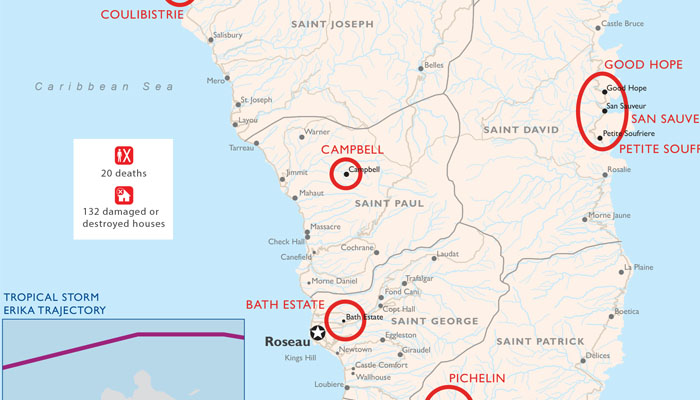 COULIBISTRIE
SAINT JOSEPH
Castle Bruce
Salisbury
GOOD HOPE
Belles
Mero
Caribbean Sea
Good Hope
St. Joseph
San Sauveur
SAN SAUVE
Layou
SAINT DAVID
Warner
Petite Soufriere
Tarreau
CAMPBELL
PETITE SOUFF
20 deaths
Campbell
Rosalie
Jimmit
Mahaut
SAINT PAUL
132 damaged or
destroyed houses
Morne Jaune
Massacre
Check Hall
Cochrane
Canefield
Laudat
La Plaine
Morne Daniel
Trafalgar
TROPICAL STORM
ERIKA TRAJECTORY
BATH ESTATE
Fond Cani
Copt Hall
Bath Estate
SAINT GEORGE
Boetica
Roseau
Eggleston
SAINT PATRICK
Kings Hill
Newtown
Giraudel
Délices
Castle Comfort
Wallhouse
PICHELIN
Loubiere